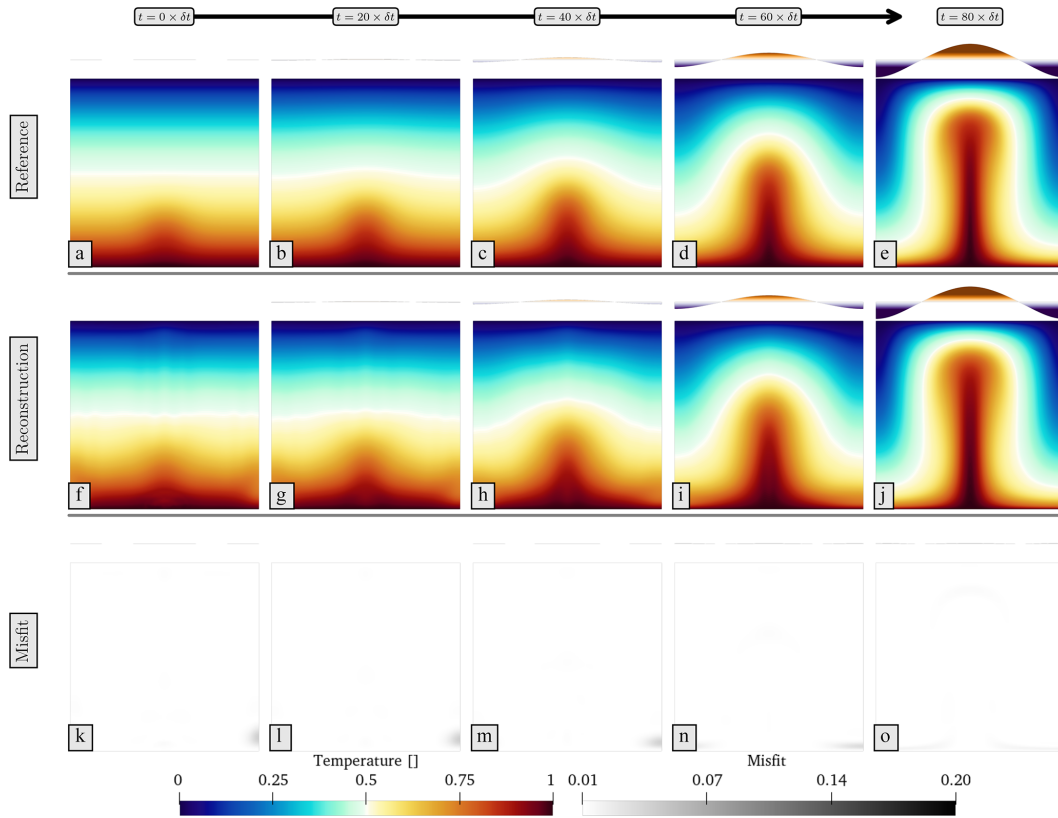 t = 0 × δt
t = 20 × δt
t = 40 × δt
t = 60 × δt
t = 80 × δt
Reference
a
b
c
d
e
Reconstruction
f
g
h
i
j
Misfit
k
l
m
n
o
Temperature []
0 0.25 0.5 0.75 1
Misfit
0.01 0.07 0.14 0.20